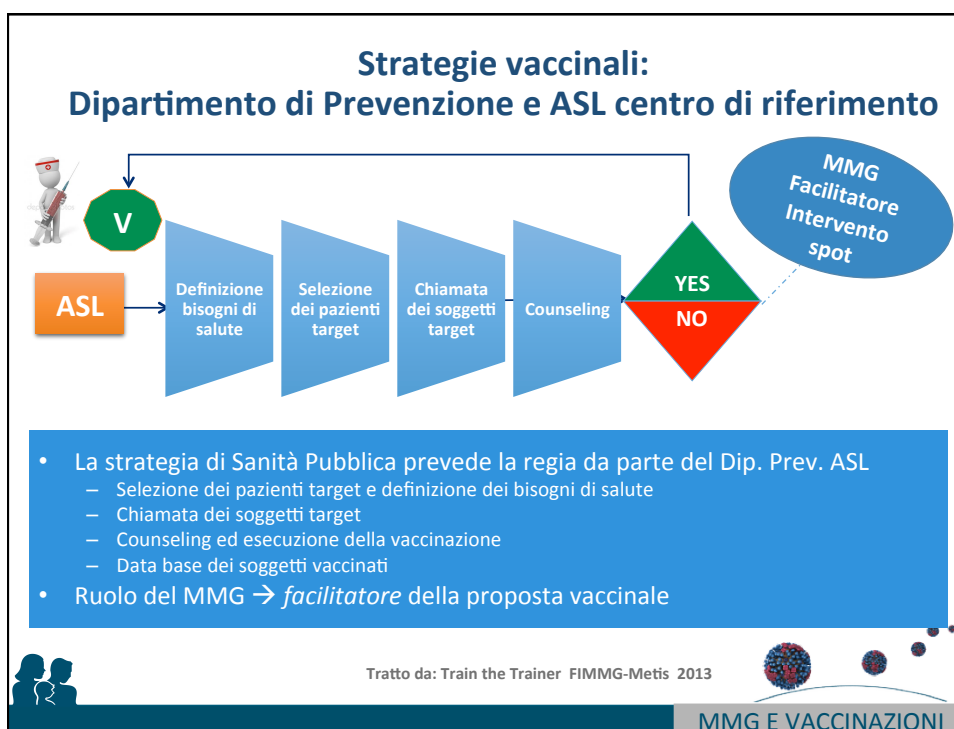 Strategie vaccinali:
Dipartimento di Prevenzione e ASL centro di riferimento
MMG
Facilitatore
Intervento
spot
V
ASL
Definizione
bisogni di
salute
Selezione
dei pazienti
target
Chiamata
dei soggetti
target
Counseling
YES
NO
• La strategia di Sanità Pubblica prevede la regia da parte del Dip. Prev. ASL
– Selezione dei pazienti target e definizione dei bisogni di salute
– Chiamata dei soggetti target
– Counseling ed esecuzione della vaccinazione
– Data base dei soggetti vaccinati
• Ruolo del MMG → facilitatore della proposta vaccinale
Tratto da: Train the Trainer FIMMG-Metis 2013
MMG E VACCINAZIONI